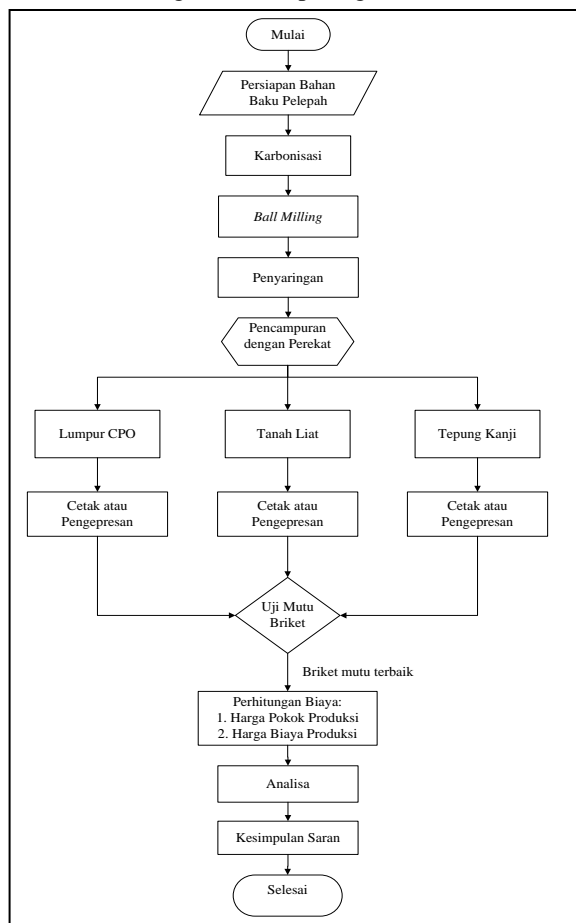 Mulai
Persiapan Bahan
Baku Pelepah
Karbonisasi
Ball Milling
Penyaringan
Pencampuran
dengan Perekat
Lumpur CPO
Tanah Liat
Tepung Kanji
Cetak atau
Pengepresan
Cetak atau
Pengepresan
Cetak atau
Pengepresan
Uji Mutu
Briket
Briket mutu terbaik
Perhitungan Biaya:
1. Harga Pokok Produksi
2. Harga Biaya Produksi
Analisa
Kesimpulan Saran
Selesai